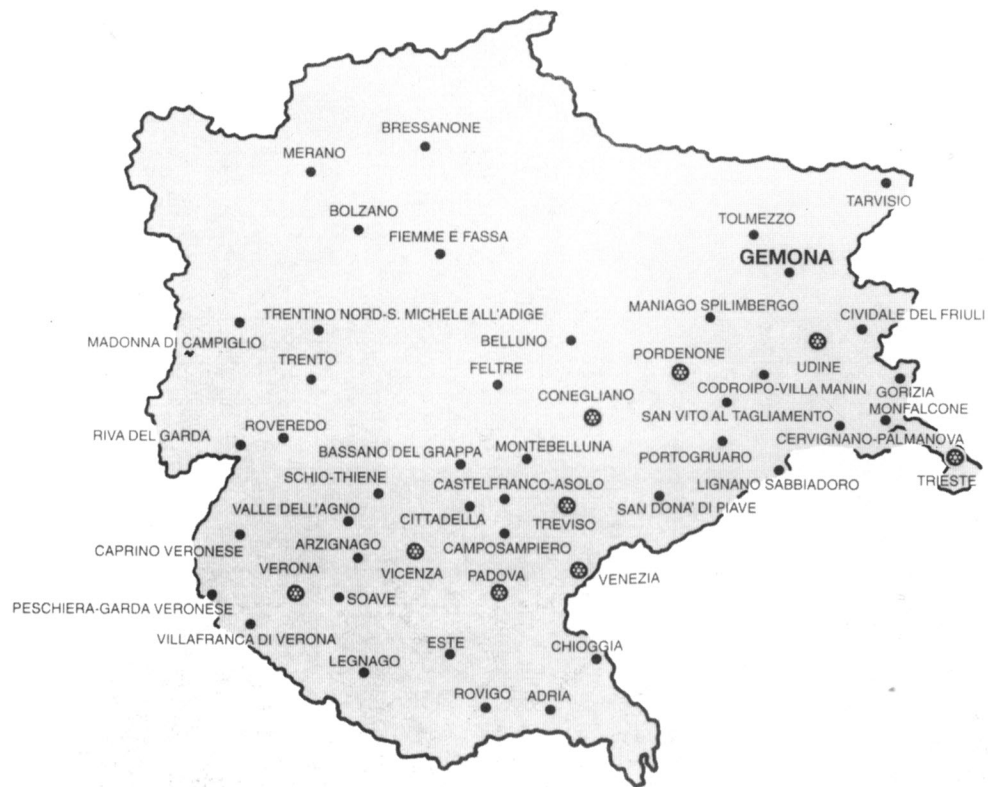 BRESSANONE
MERANO
TARVISIO
BOLZANO
TOLMEZZO
FIEMME E FASSA
GEMONA
MANIAGO SPILIMBERGO
TRENTINO NORD-S. MICHELE ALL'ADIGE
CIVIDALE DEL FRIULI
MADONNA DI CAMPIGLIO
BELLUNO
TRENTO
PORDENONE
UDINE
FELTRE
CODROIPO-VILLA MANIN
GORIZIA
CONEGLIANO
SAN VITO AL TAGLIAMENTO
MONFALCONE
RIVA DEL GARDA
ROVEREDO
CERVIGNANO-PALMANOVA
BASSANO DEL GRAPPA
MONTEBELLUNA
PORTOGRUARO
SCHIO-THIENE
CASTELFRANCO-ASOLO
LIGNANO SABBIADORO
TRIESTE
VALLE DELL'AGNO
CITTADELLA
TREVISO
SAN DONA' DI PIAVE
CAPRINO VERONESE
ARZIGNAGO
CAMPOSAMPIERO
VERONA
VICENZA
PADOVA
VENEZIA
PESCHIERA-GARDA VERONESE
SOAVE
VILLAFRANCA DI VERONA
ESTE
CHIOGGIA
LEGNAGO
ROVIGO
ADRIA